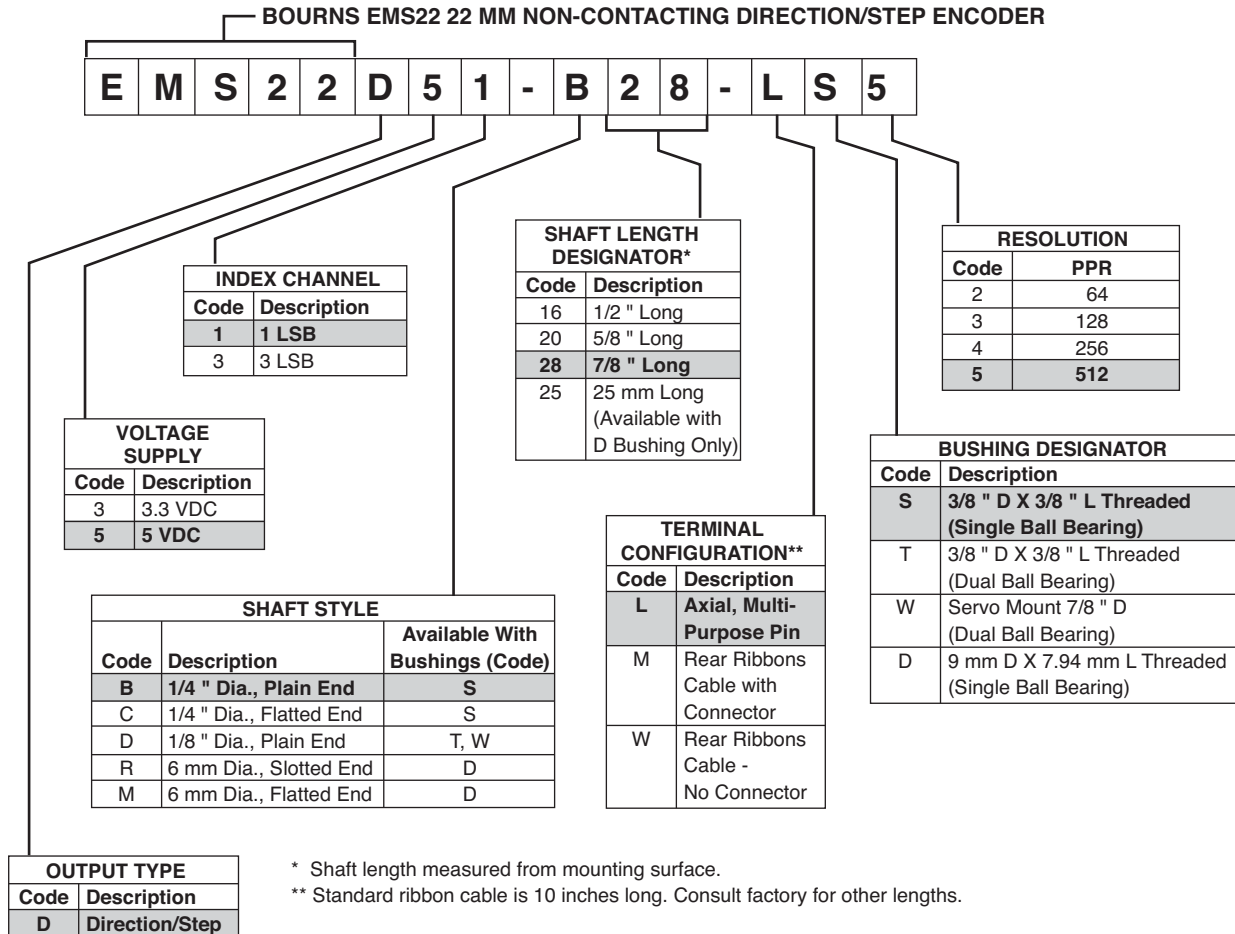 BOURNS EMS22 22 MM NON-CONTACTING DIRECTION/STEP ENCODER
E M S 2 2 D 5 1 - B 2 8 - L S 5
INDEX CHANNEL
Code Description
1 1 LSB
3 3 LSB
VOLTAGE
SUPPLY
Code Description
3 3.3 VDC
5 5 VDC
SHAFT LENGTH
DESIGNATOR*
Code Description
16 1/2 " Long
20 5/8 " Long
28 7/8 " Long
25 25 mm Long
(Available with
D Bushing Only)
RESOLUTION
Code PPR
2 64
3 128
4 256
5 512
BUSHING DESIGNATOR
Code Description
S 3/8 " D X 3/8 " L Threaded
(Single Ball Bearing)
T 3/8 " D X 3/8 " L Threaded
(Dual Ball Bearing)
W Servo Mount 7/8 " D
(Dual Ball Bearing)
D 9 mm D X 7.94 mm L Threaded
(Single Ball Bearing)
TERMINAL
CONFIGURATION**
Code Description
L Axial, Multi-
Purpose Pin
M Rear Ribbons
Cable with
Connector
W Rear Ribbons
Cable -
No Connector
SHAFT STYLE
Available With
Code Description Bushings (Code)
B 1/4 " Dia., Plain End S
C 1/4 " Dia., Flatted End S
D 1/8 " Dia., Plain End T, W
R 6 mm Dia., Slotted End D
M 6 mm Dia., Flatted End D
OUTPUT TYPE
Code Description
D Direction/Step
* Shaft length measured from mounting surface.
** Standard ribbon cable is 10 inches long. Consult factory for other lengths.